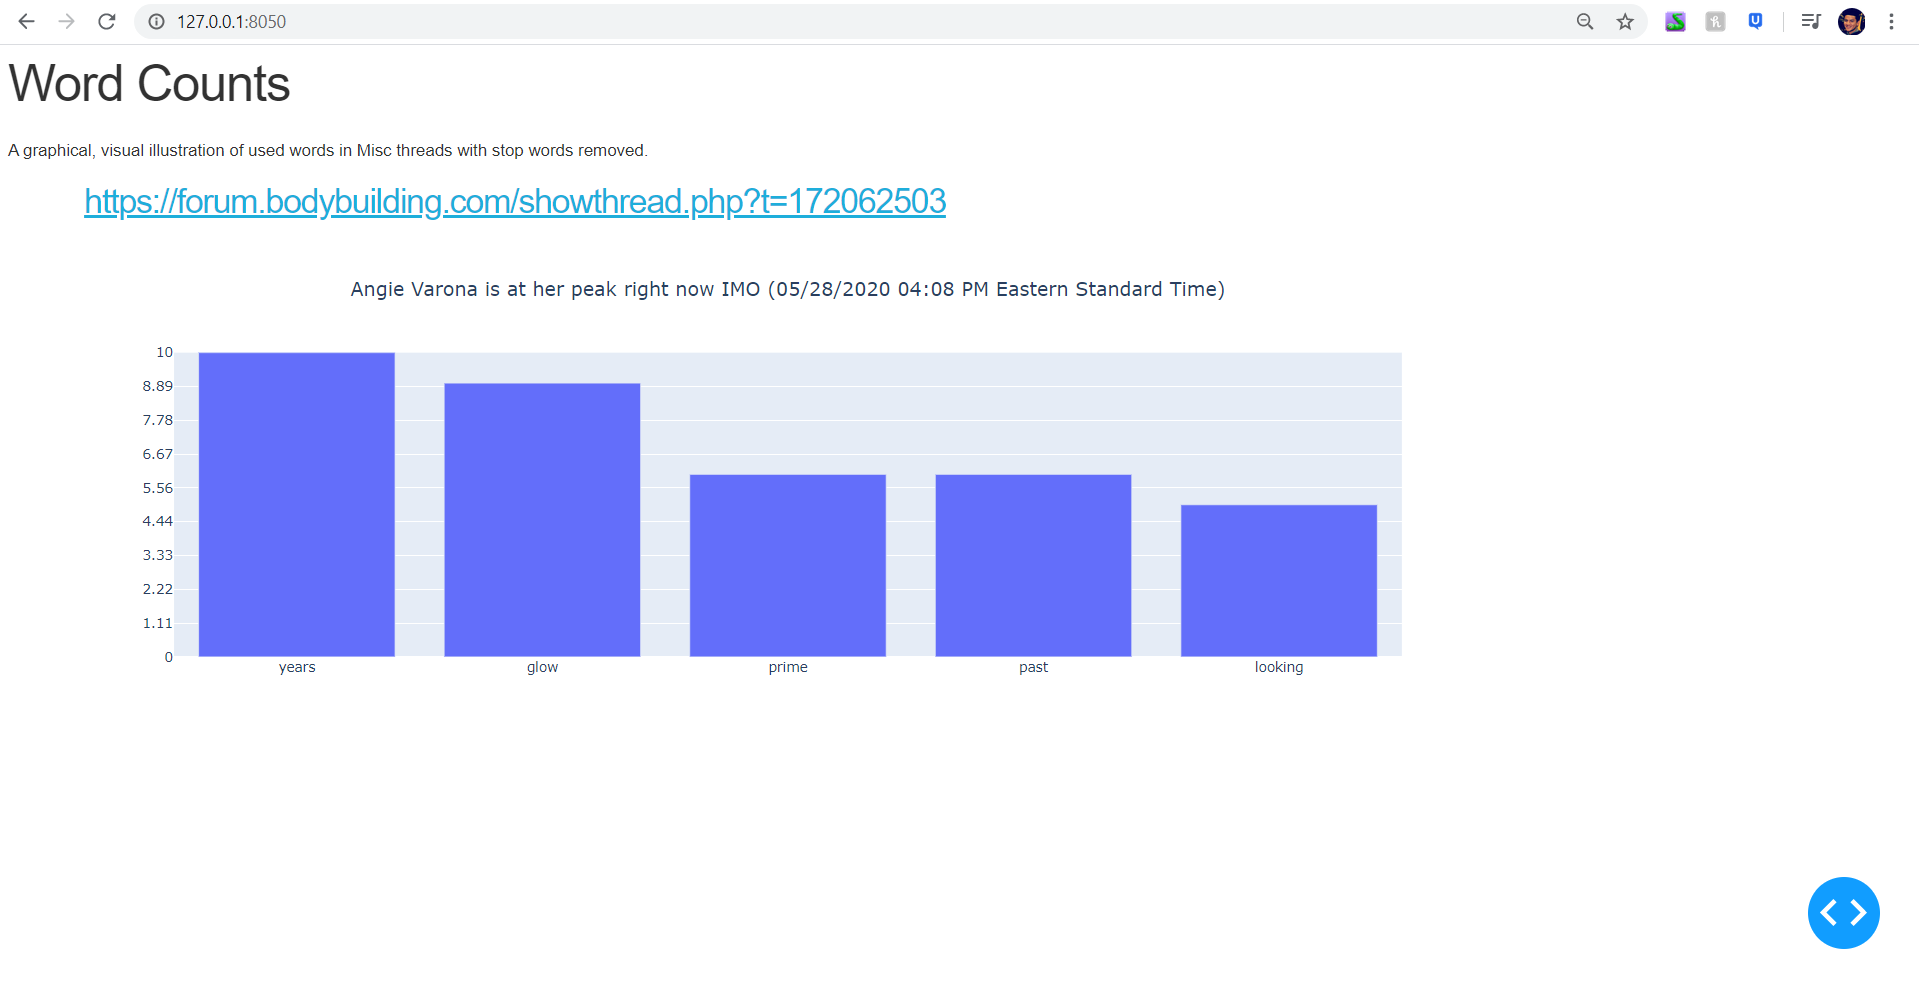 127.0.0.1:8050
Word Counts
A graphical, visual illustration of used words in Misc threads with stop words removed.
https://forum.bodybuilding.com/showthread.php?t=172062503
Angie Varona is at her peak right now IMO (05/28/2020 04:08 PM Eastern Standard Time)
10
8.89
7.78
6.67
5.56
4.44
3.33
2.22
1.11
0
years glow prime past looking